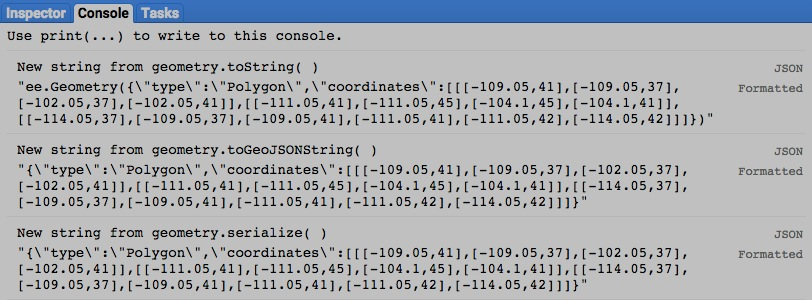 Inspector Console Tasks
Use print(...) to write to this console.
New string from geometry.toString( ) JSON
"ee.Geometry({\"type\":\"Polygon\",\"coordinates\":[[[-109.05,41],[-109.05,37], Formatted
[-102.05,37],[-102.05,41]],[[-111.05,41],[-111.05,45],[-104.1,45],[-104.1,41]],
[[-114.05,37],[-109.05,37],[-109.05,41],[-111.05,41],[-111.05,42],[-114.05,42]]]})"
New string from geometry.toGeoJSONString( ) JSON
"{\"type\":\"Polygon\",\"coordinates\":[[[-109.05,41],[-109.05,37],[-102.05,37], Formatted
[-102.05,41]],[[-111.05,41],[-111.05,45],[-104.1,45],[-104.1,41]],[[-114.05,37],
[-109.05,37],[-109.05,41],[-111.05,41],[-111.05,42],[-114.05,42]]]}"
New string from geometry.serialize( ) JSON
"{\"type\":\"Polygon\",\"coordinates\":[[[-109.05,41],[-109.05,37],[-102.05,37], Formatted
[-102.05,41]],[[-111.05,41],[-111.05,45],[-104.1,45],[-104.1,41]],[[-114.05,37],
[-109.05,37],[-109.05,41],[-111.05,41],[-111.05,42],[-114.05,42]]]}"